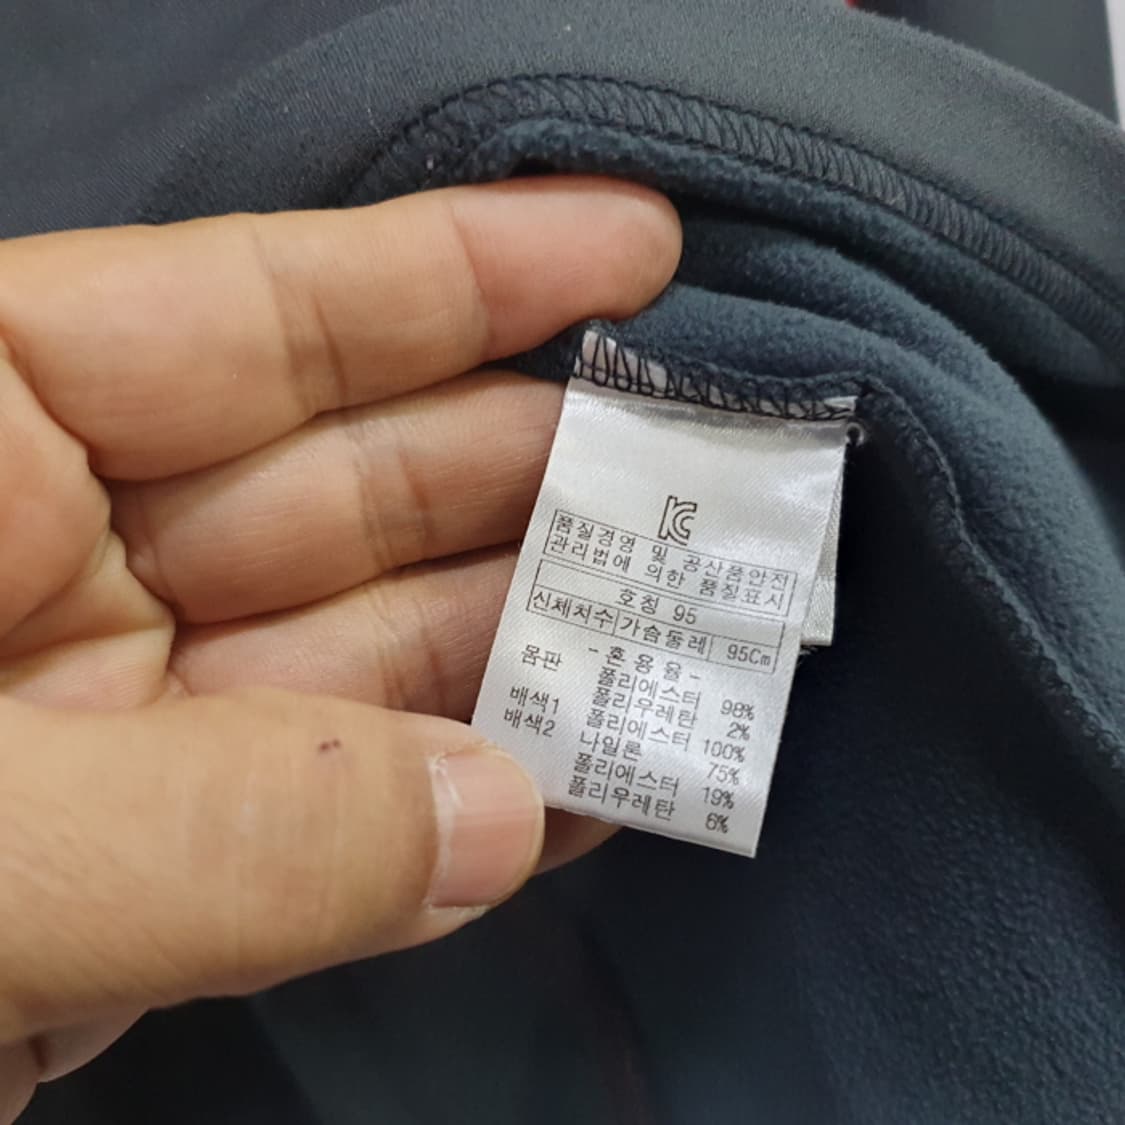 KC
품질경영 및 공산품안전
관리법에 의한 품질표시
호칭 95
신체치수 가슴둘레 95Cm
-혼용율-
몸판 폴리에스터 98%
폴리우레탄 2%
배색1 폴리에스터 100%
배색2 나일론 75%
폴리에스터 19%
폴리우레탄 6%